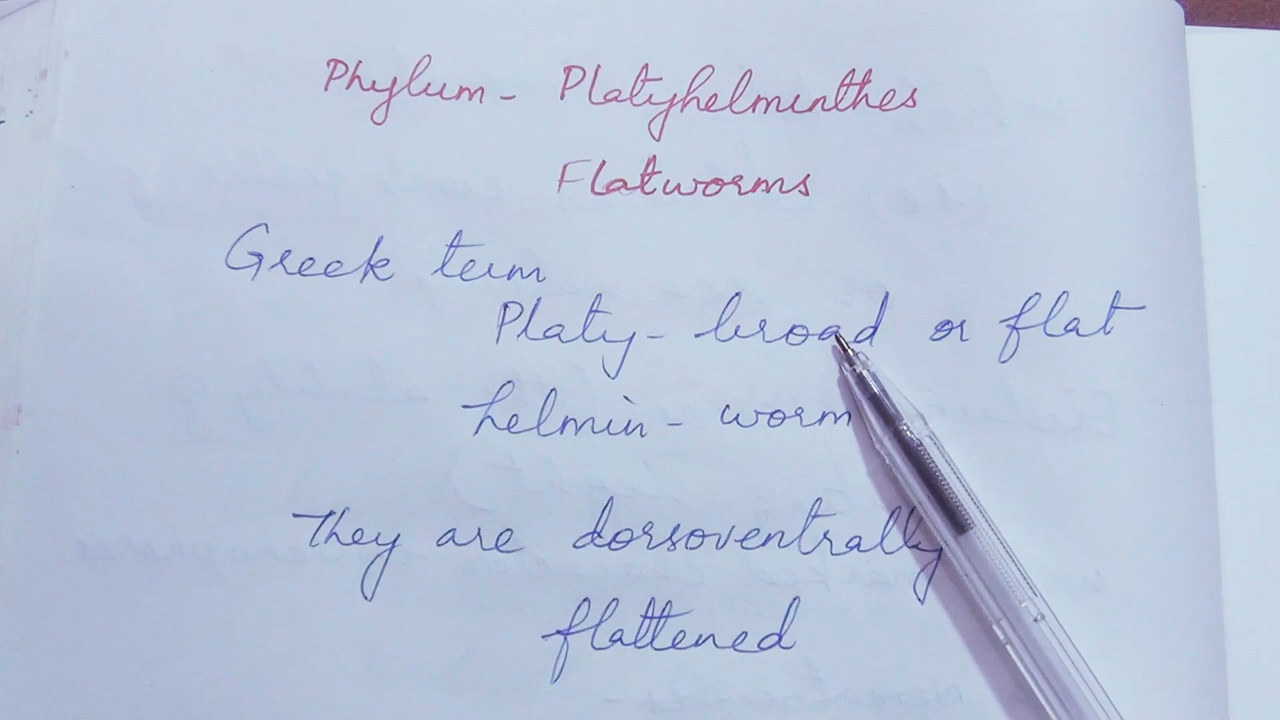 Phylum - Platyhelminthes
Flatworms
Greek term
Platy - broad or flat
helmin - worm
They are dorsoventrally
flattened